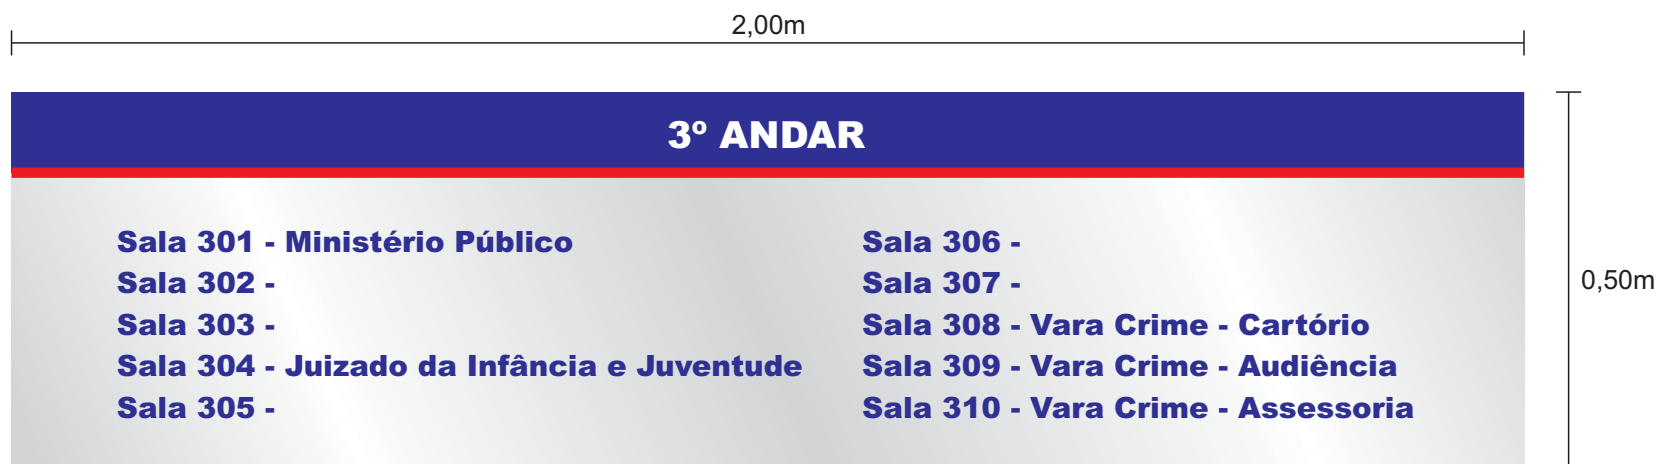 2,00m
3º ANDAR
Sala 301 - Ministério Público
Sala 302 -
Sala 303 -
Sala 304 - Juizado da Infância e Juventude
Sala 305 -
Sala 306 -
Sala 307 -
Sala 308 - Vara Crime - Cartório
Sala 309 - Vara Crime - Audiência
Sala 310 - Vara Crime - Assessoria
0,50m